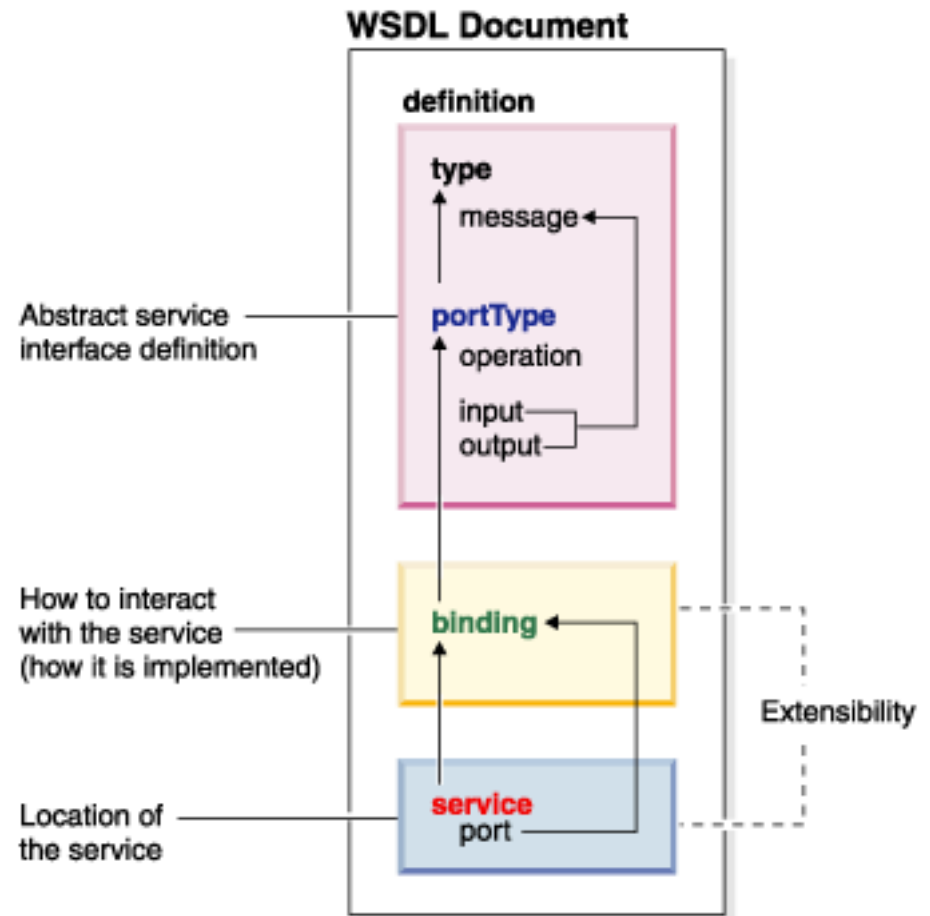 WSDL Document
definition
type
message
Abstract service
interface definition
portType
operation
input
output
How to interact
with the service
(how it is implemented)
binding
Extensibility
Location of
the service
service
port